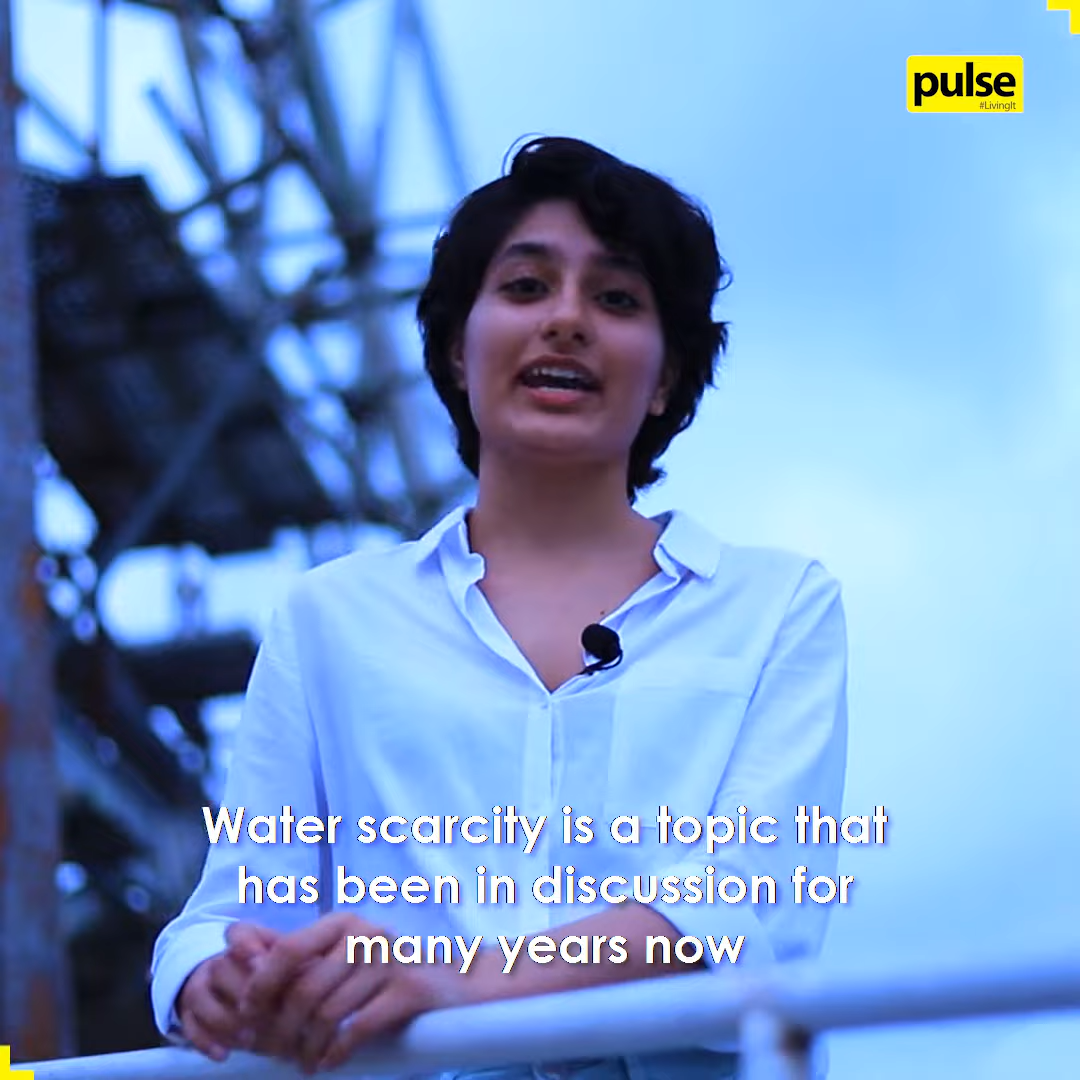 pulse
#LivingIt
Water scarcity is a topic that
has been in discussion for
many years now